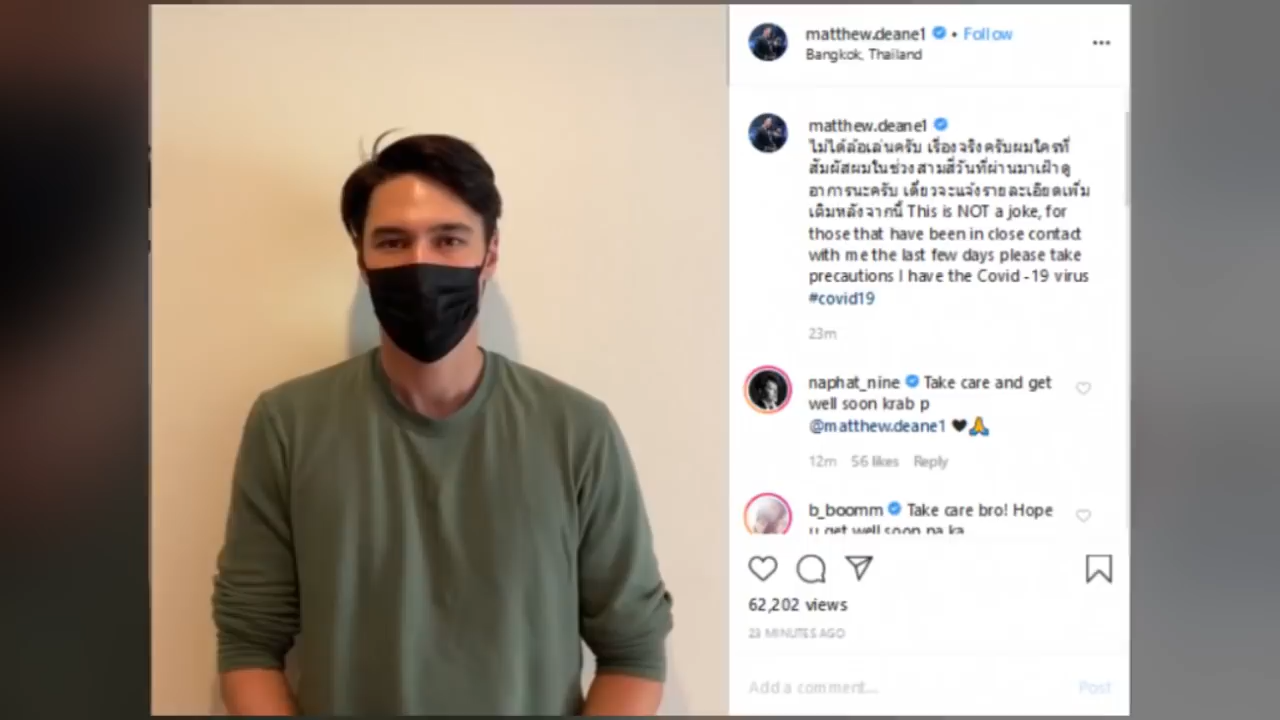 matthew.deane1 • Follow
Bangkok, Thailand
matthew.deane1
ไม่ได้ล้อเล่นครับ เรื่องจริงครับผมใครที่
สัมผัสผมในช่วงสามสี่วันที่ผ่านมาเฝ้าดู
อาการนะครับ เดี๋ยวจะแจ้งรายละเอียดเพิ่ม
เติมหลังจากนี้ This is NOT a joke, for
those that have been in close contact
with me the last few days please take
precautions I have the Covid -19 virus
#covid19
23m
naphat_nine Take care and get
well soon krab p
@matthew.deane1 🖤🙏
12m 56 likes Reply
b_boomm Take care bro! Hope
u get well soon na ka
62,202 views
23 MINUTES AGO
Add a comment... Post